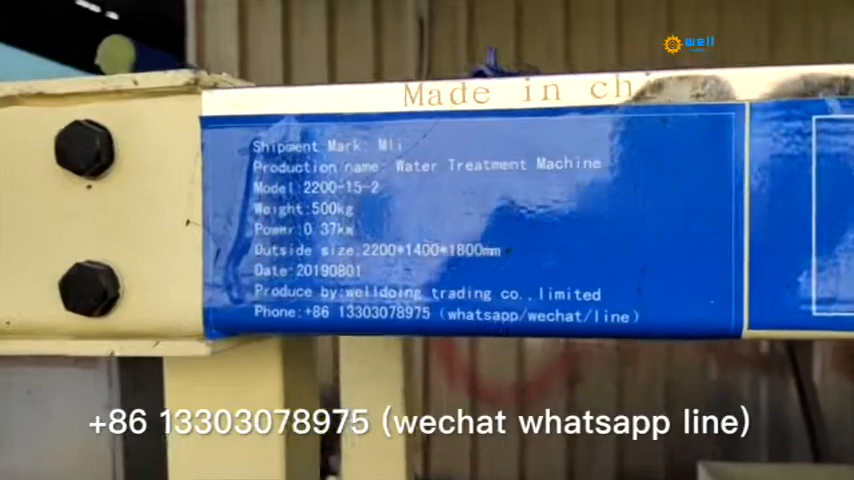 well
Made in chi
Shipment Mark: Mli
Production name: Water Treatment Machine
Model:2200-15-2
Weight:500kg
Power:0 37kw
Outside size:2200*1400*1800mm
Date:20190801
Produce by:welldoing trading co.,limited
Phone:+86 13303078975 (whatsapp/wechat/line)
+86 13303078975 (wechat whatsapp line)